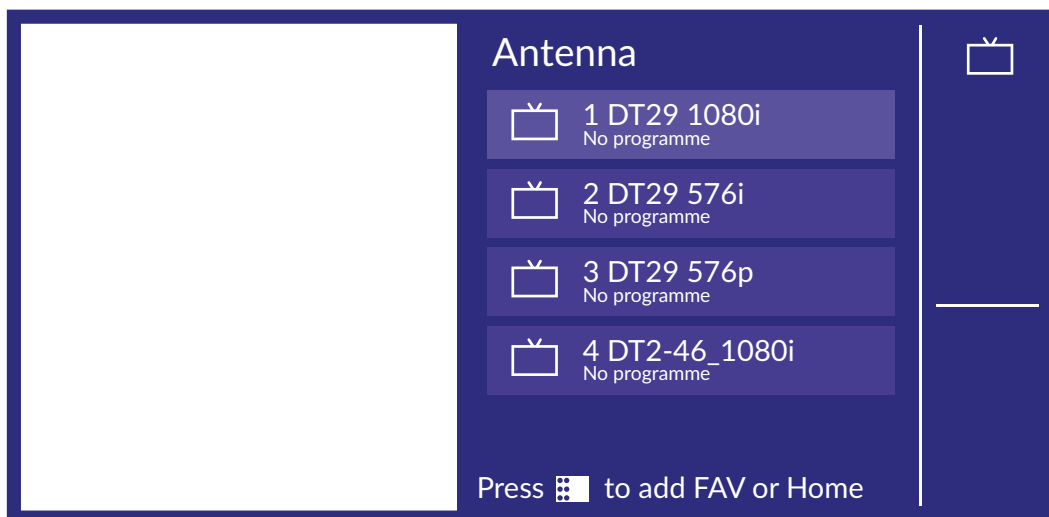 Antenna
1 DT29 1080i
No programme
2 DT29 576i
No programme
3 DT29 576p
No programme
4 DT2-46_1080i
No programme
Press to add FAV or Home